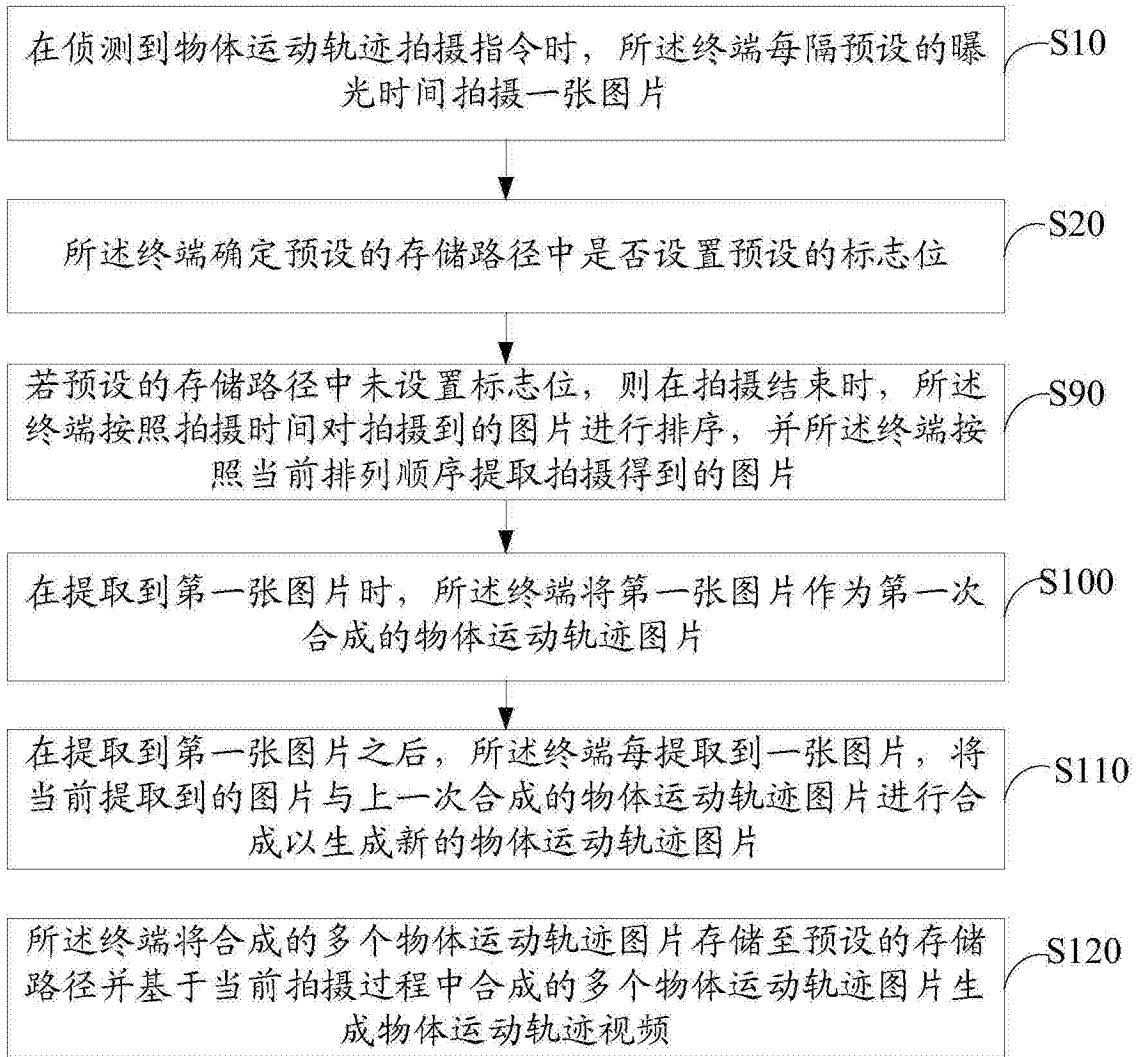 在侦测到物体运动轨迹拍摄指令时，所述终端每隔预设的曝
光时间拍摄一张图片
S10
所述终端确定预设的存储路径中是否设置预设的标志位
S20
若预设的存储路径中未设置标志位，则在拍摄结束时，所述
终端按照拍摄时间对拍摄到的图片进行排序，并所述终端按
照当前排列顺序提取拍摄得到的图片
S90
在提取到第一张图片时，所述终端将第一张图片作为第一次
合成的物体运动轨迹图片
S100
在提取到第一张图片之后，所述终端每提取到一张图片，将
当前提取到的图片与上一次合成的物体运动轨迹图片进行合
成以生成新的物体运动轨迹图片
S110
所述终端将合成的多个物体运动轨迹图片存储至预设的存储
路径并基于当前拍摄过程中合成的多个物体运动轨迹图片生
成物体运动轨迹视频
S120